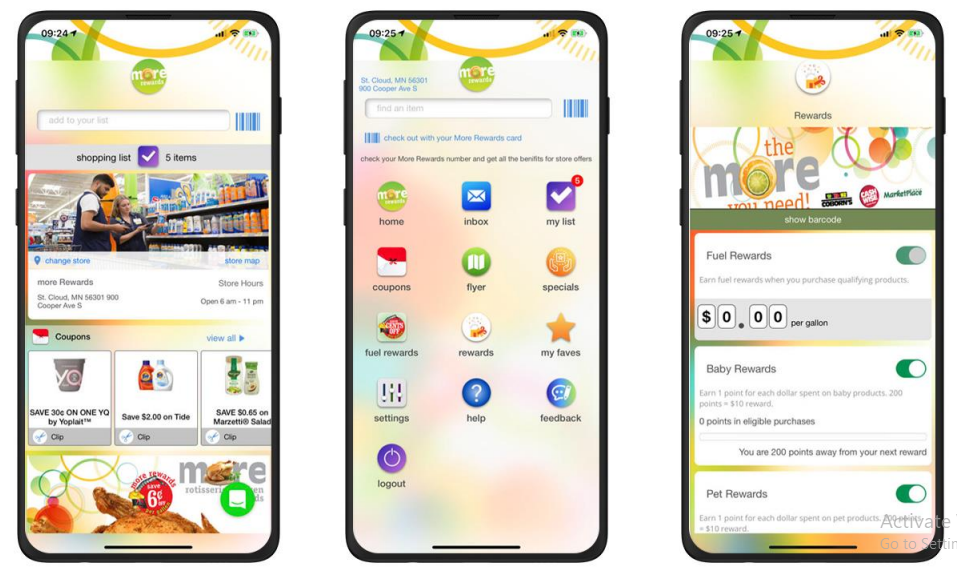 09:24
more
rewards
add to your list
shopping list 5 items
change store
store map
more Rewards
Store Hours
St. Cloud, MN 56301 900
Cooper Ave S
Open 6 am - 11 pm
Coupons
view all
YQ
SAVE 30c ON ONE YQ
by Yoplait™
Clip
Save $2.00 on Tide
Clip
SAVE $0.65 on
Marzetti® Salad
Clip
more rewards
save
6¢
more
09:25
St. Cloud, MN 56301
900 Cooper Ave S
more
rewards
find an item
check out with your More Rewards card
check your More Rewards number and get all the benifits for store offers
more
rewards
5
home
inbox
my list
coupons
flyer
specials
CENTS
OFF
fuel rewards
rewards
my faves
settings
help
feedback
logout
09:25
Rewards
the
more
you need!
COBORN'S
CASH
WISE
MarketPlace
show barcode
Fuel Rewards
Earn fuel rewards when you purchase qualifying products.
$0.00 per gallon
Baby Rewards
Earn 1 point for each dollar spent on baby products. 200
points = $10 reward.
0 points in eligible purchases
You are 200 points away from your next reward
Pet Rewards
Earn 1 point for each dollar spent on pet products. 200 points
= $10 reward.
Activate
Go to Settin